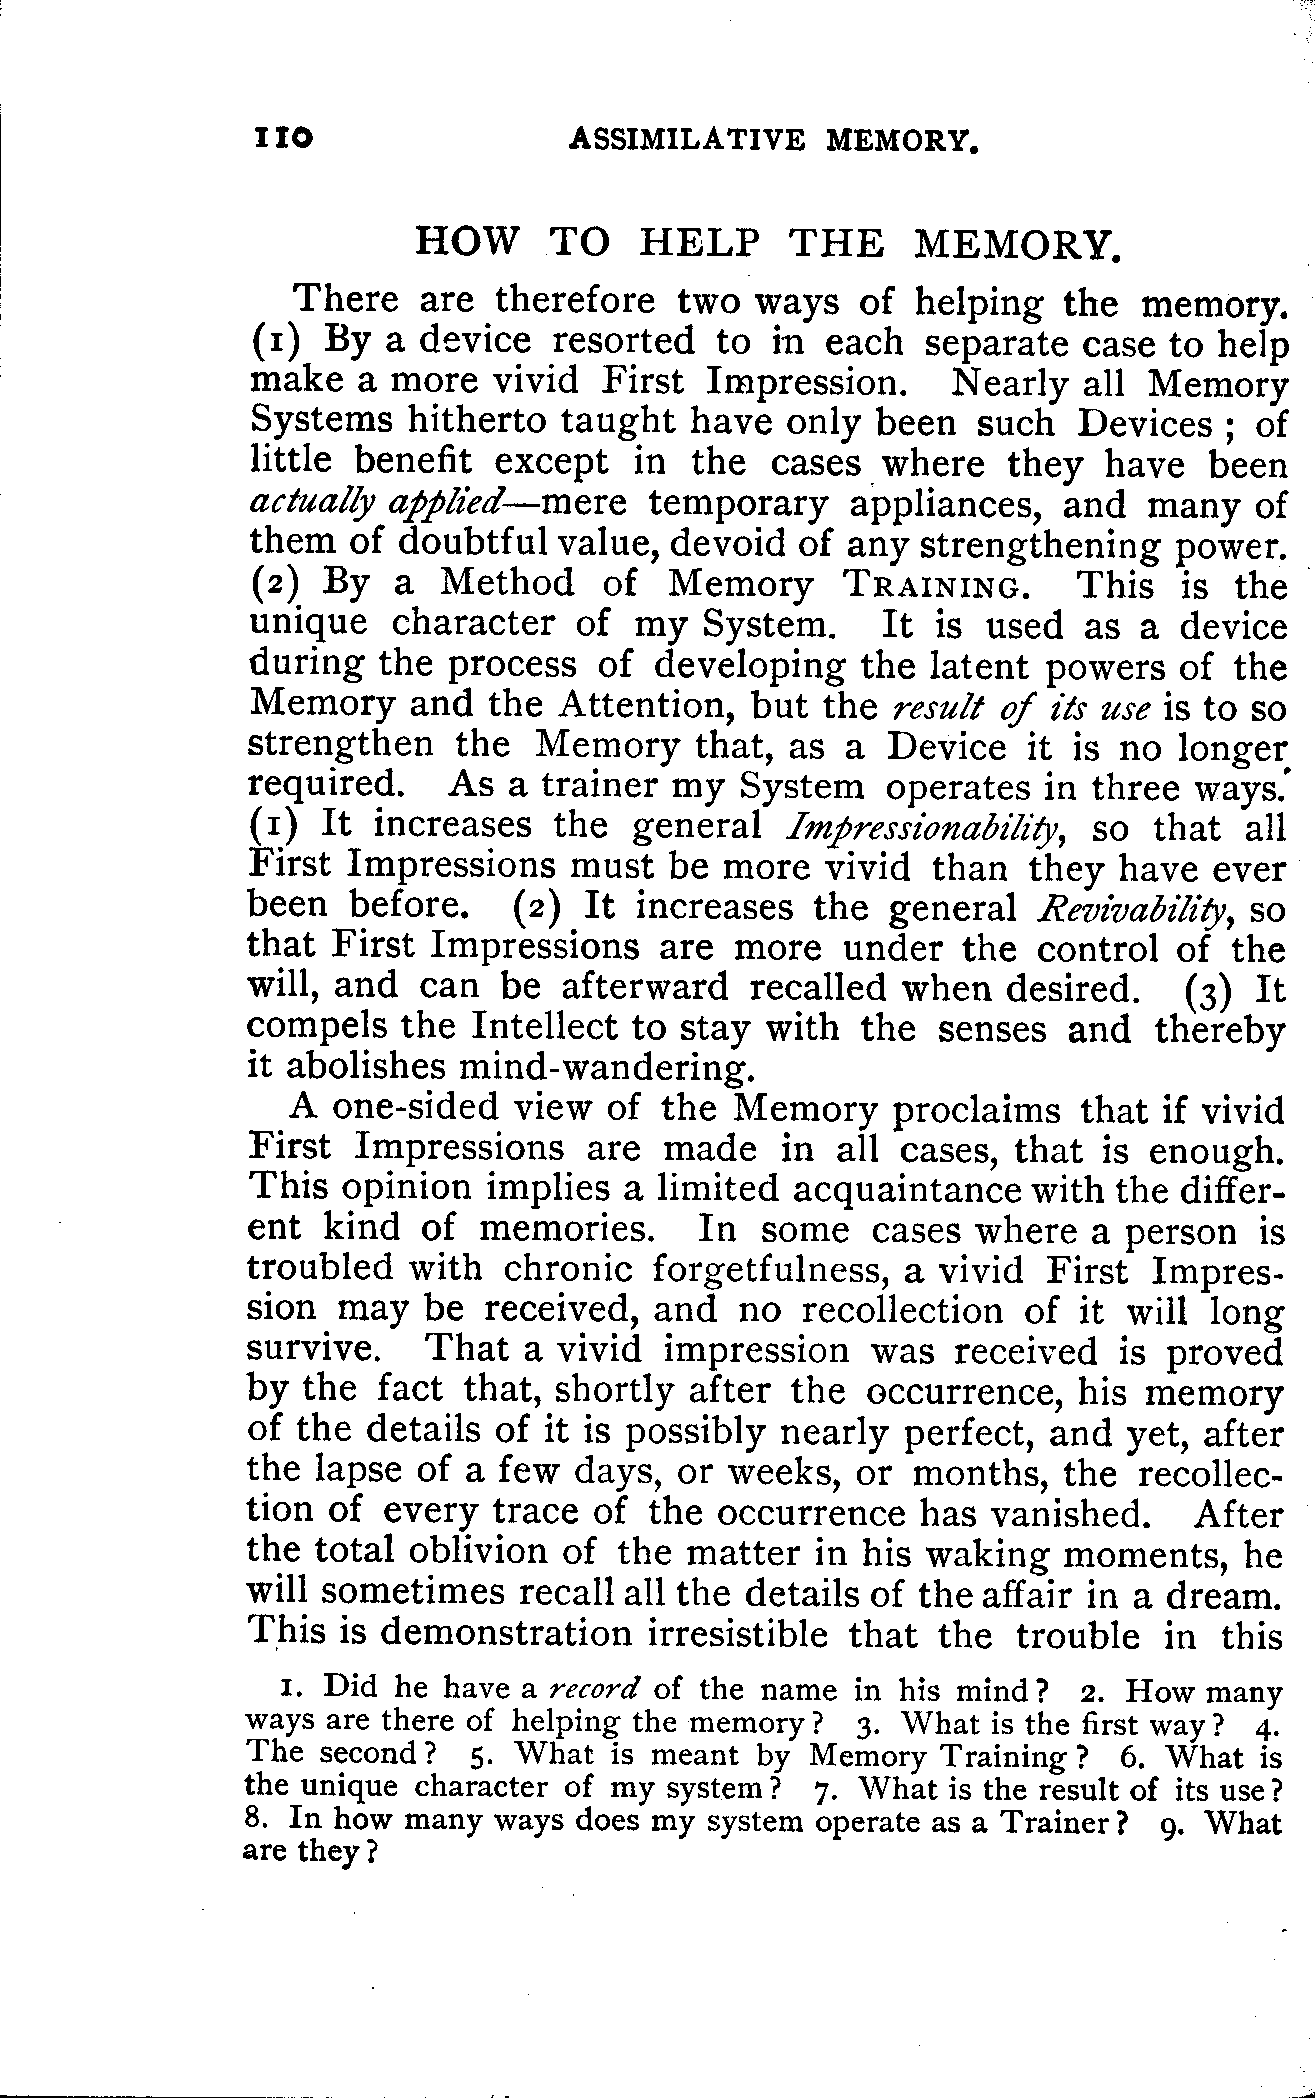 110 ASSIMILATIVE MEMORY.
HOW TO HELP THE MEMORY.
There are therefore two ways of helping the memory.
(1) By a device resorted to in each separate case to help
make a more vivid First Impression. Nearly all Memory
Systems hitherto taught have only been such Devices ; of
little benefit except in the cases where they have been
actually applied—mere temporary appliances, and many of
them of doubtful value, devoid of any strengthening power.
(2) By a Method of Memory TRAINING. This is the
unique character of my System. It is used as a device
during the process of developing the latent powers of the
Memory and the Attention, but the result of its use is to so
strengthen the Memory that, as a Device it is no longer
required. As a trainer my System operates in three ways.
(1) It increases the general Impressionability, so that all
First Impressions must be more vivid than they have ever
been before. (2) It increases the general Revivability, so
that First Impressions are more under the control of the
will, and can be afterward recalled when desired. (3) It
compels the Intellect to stay with the senses and thereby
it abolishes mind-wandering.
A one-sided view of the Memory proclaims that if vivid
First Impressions are made in all cases, that is enough.
This opinion implies a limited acquaintance with the differ-
ent kind of memories. In some cases where a person is
troubled with chronic forgetfulness, a vivid First Impres-
sion may be received, and no recollection of it will long
survive. That a vivid impression was received is proved
by the fact that, shortly after the occurrence, his memory
of the details of it is possibly nearly perfect, and yet, after
the lapse of a few days, or weeks, or months, the recollec-
tion of every trace of the occurrence has vanished. After
the total oblivion of the matter in his waking moments, he
will sometimes recall all the details of the affair in a dream.
This is demonstration irresistible that the trouble in this
1. Did he have a record of the name in his mind ? 2. How many
ways are there of helping the memory ? 3. What is the first way ? 4.
The second ? 5. What is meant by Memory Training ? 6. What is
the unique character of my system ? 7. What is the result of its use ?
8. In how many ways does my system operate as a Trainer ? 9. What
are they ?